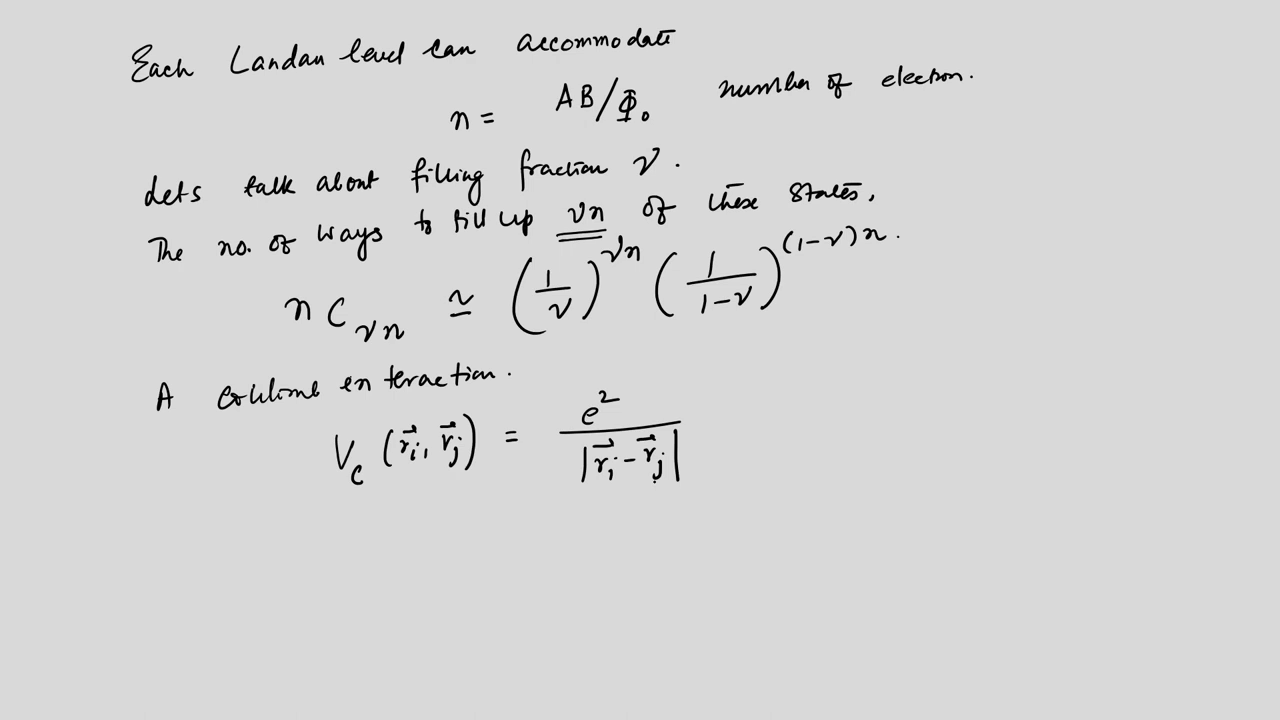 Each Landau level can accommodate
n = AB/Φ₀ number of electron.
Lets talk about filling fraction ν.
The no. of ways to fill up νn of these states,
n C_{νn} ≃ (1/ν)^{νn} (1/(1-ν))^{(1-ν)n}.
A coulomb interaction.
V_C (r⃗_i, r⃗_j) = e²/|r⃗_i - r⃗_j|